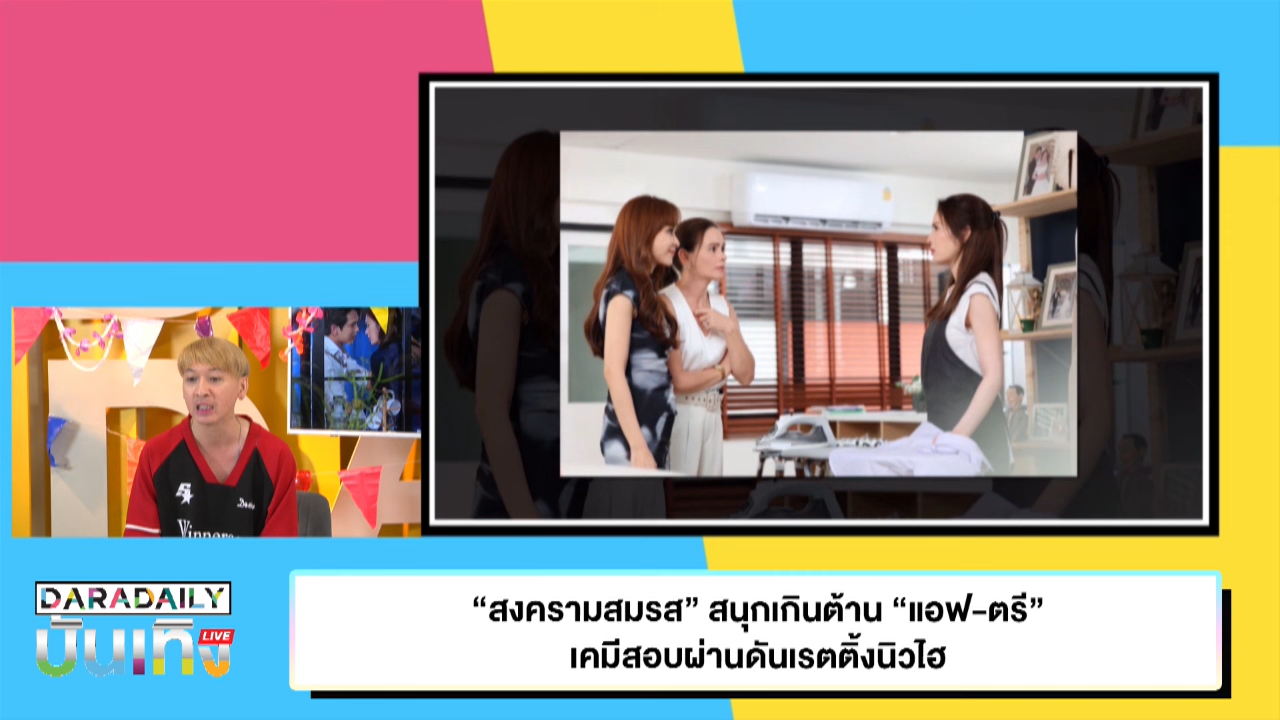 Winners
DARADAILY
บันเทิง
LIVE
“สงครามสมรส” สนุกเกินต้าน “แอฟ-ตรี”
เคมีสอบผ่านดันเรตติ้งนิวไฮ